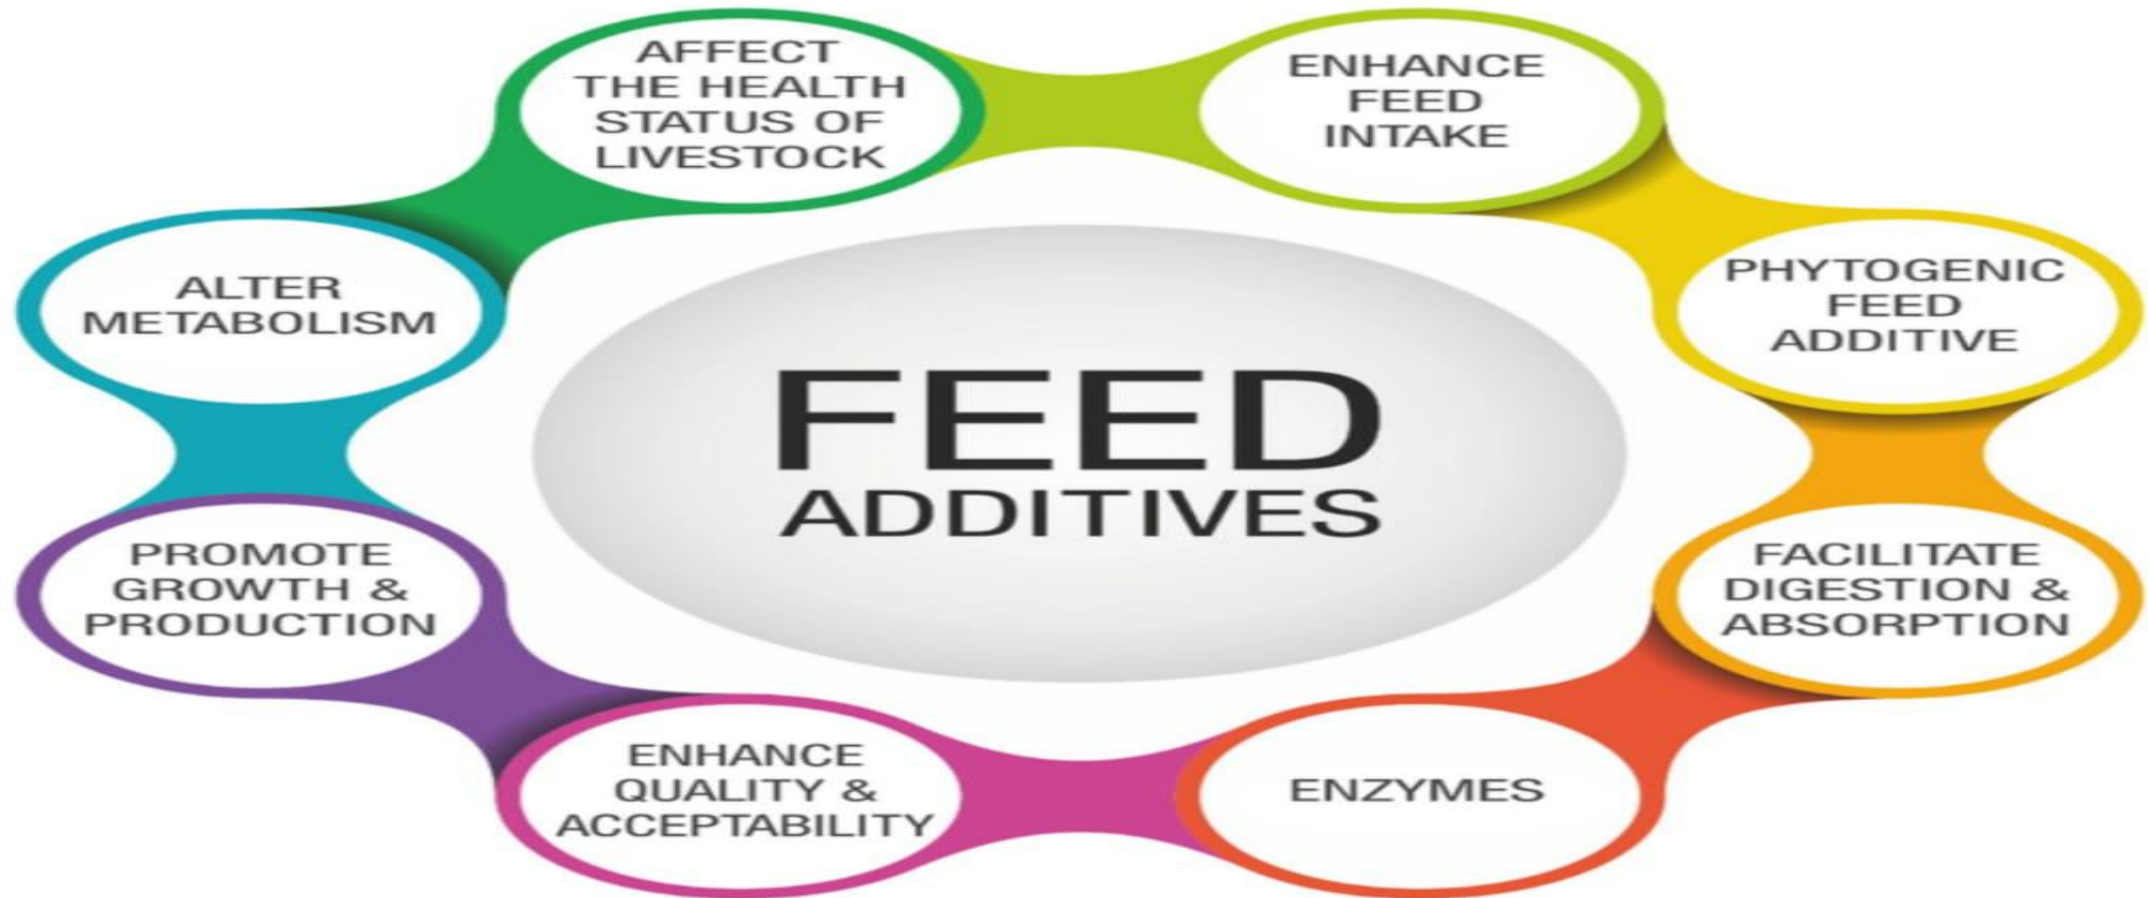 AFFECT
THE HEALTH
STATUS OF
LIVESTOCK
ENHANCE
FEED
INTAKE
PHYTOGENIC
FEED
ADDITIVE
FACILITATE
DIGESTION &
ABSORPTION
ENZYMES
ENHANCE
QUALITY &
ACCEPTABILITY
PROMOTE
GROWTH &
PRODUCTION
ALTER
METABOLISM
FEED
ADDITIVES